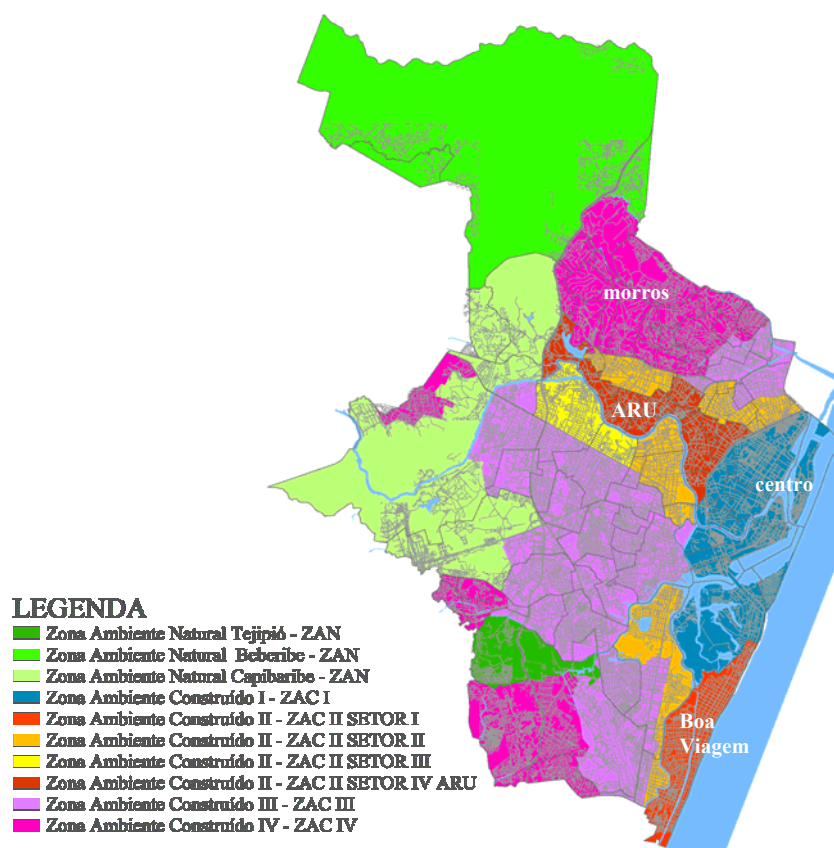 morros
ARU
centro
Boa
Viagem
LEGENDA
Zona Ambiente Natural Tejipió - ZAN
Zona Ambiente Natural Beberibe - ZAN
Zona Ambiente Natural Capibaribe - ZAN
Zona Ambiente Construído I - ZAC I
Zona Ambiente Construído II - ZAC II SETOR I
Zona Ambiente Construído II - ZAC II SETOR II
Zona Ambiente Construído II - ZAC II SETOR III
Zona Ambiente Construído II - ZAC II SETOR IV ARU
Zona Ambiente Construído III - ZAC III
Zona Ambiente Construído IV - ZAC IV